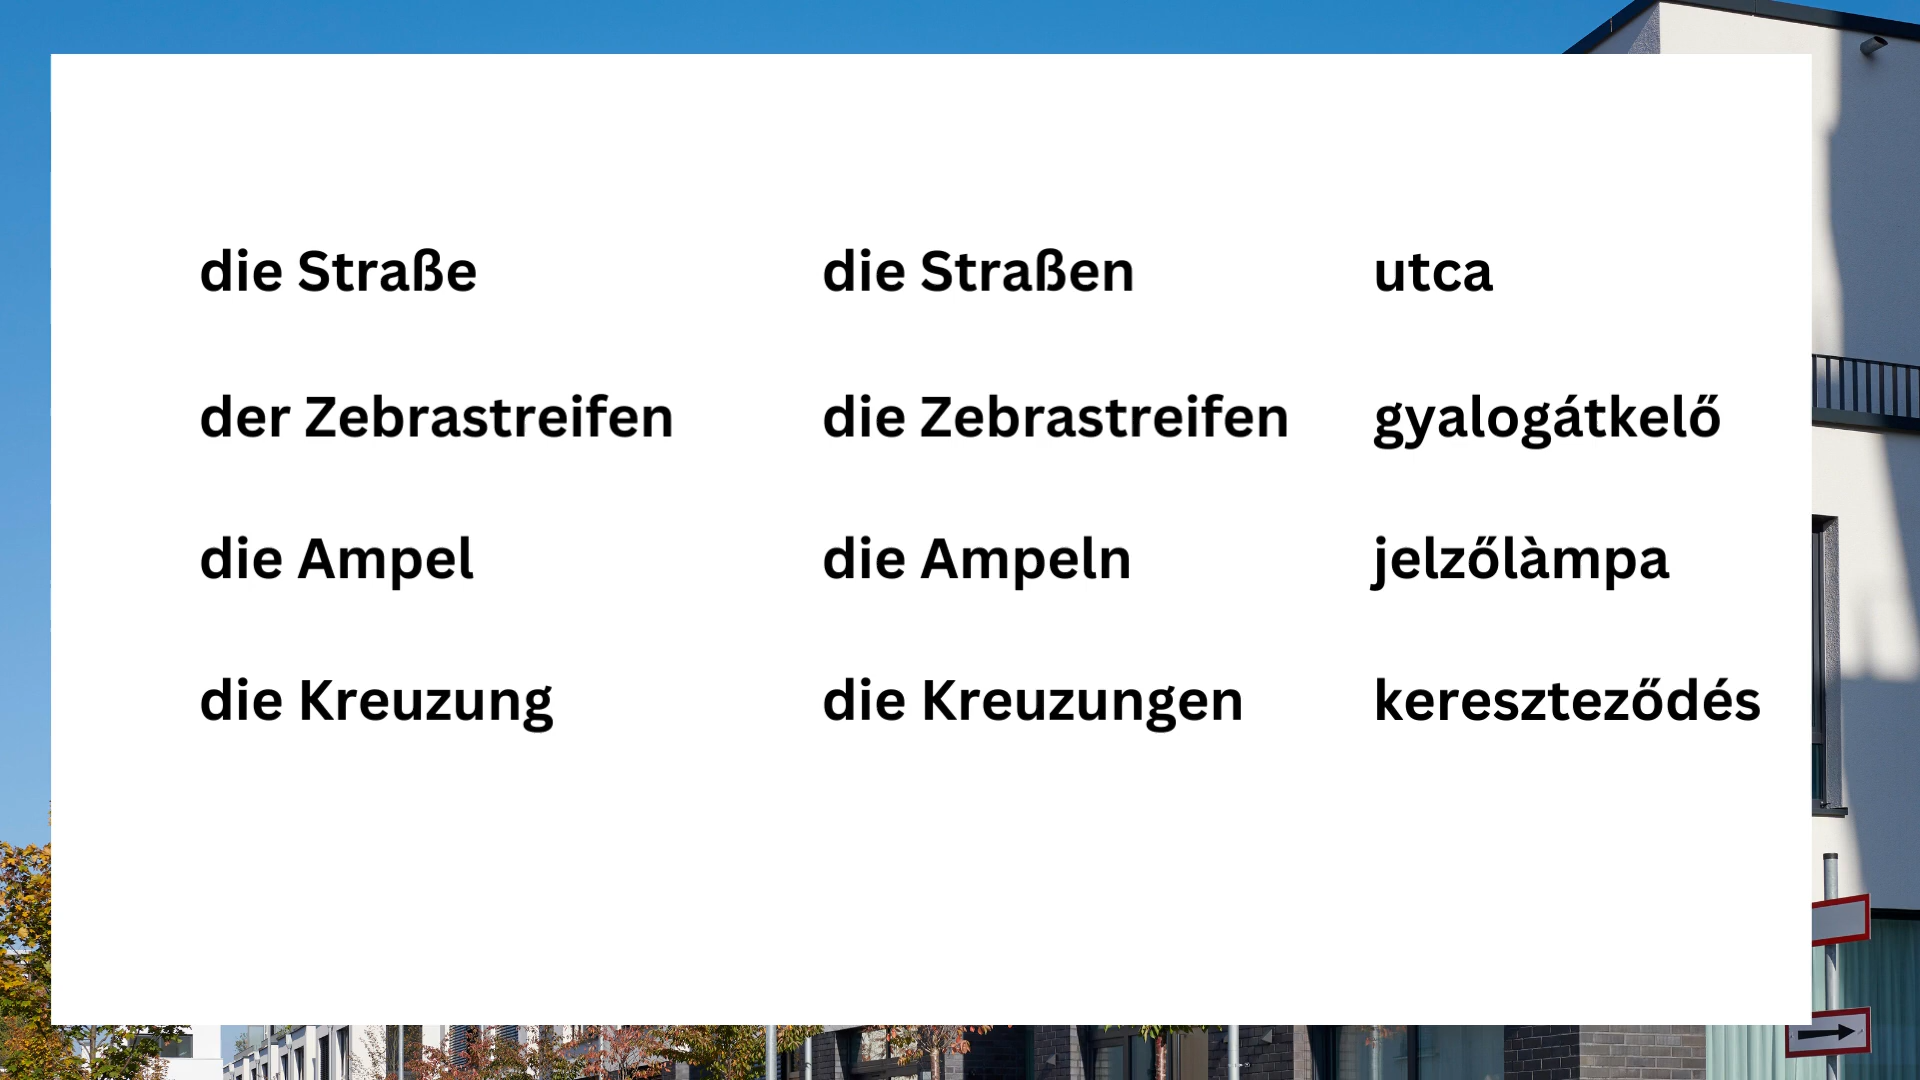 die Straße die Straßen utca
der Zebrastreifen die Zebrastreifen gyalogátkelő
die Ampel die Ampeln jelzőlàmpa
die Kreuzung die Kreuzungen kereszteződés